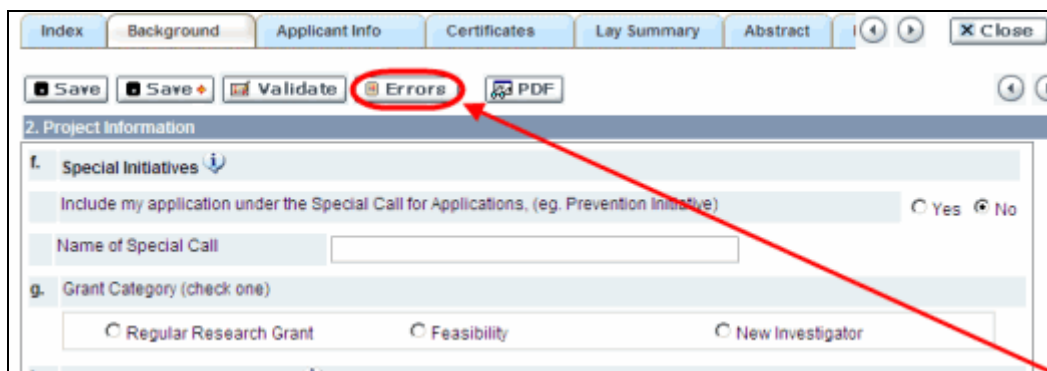 Index Background Applicant Info Certificates Lay Summary Abstract Close
Save Save Validate Errors PDF
2. Project Information
f. Special Initiatives
Include my application under the Special Call for Applications, (eg. Prevention Initiative) Yes No
Name of Special Call
g. Grant Category (check one)
Regular Research Grant Feasibility New Investigator